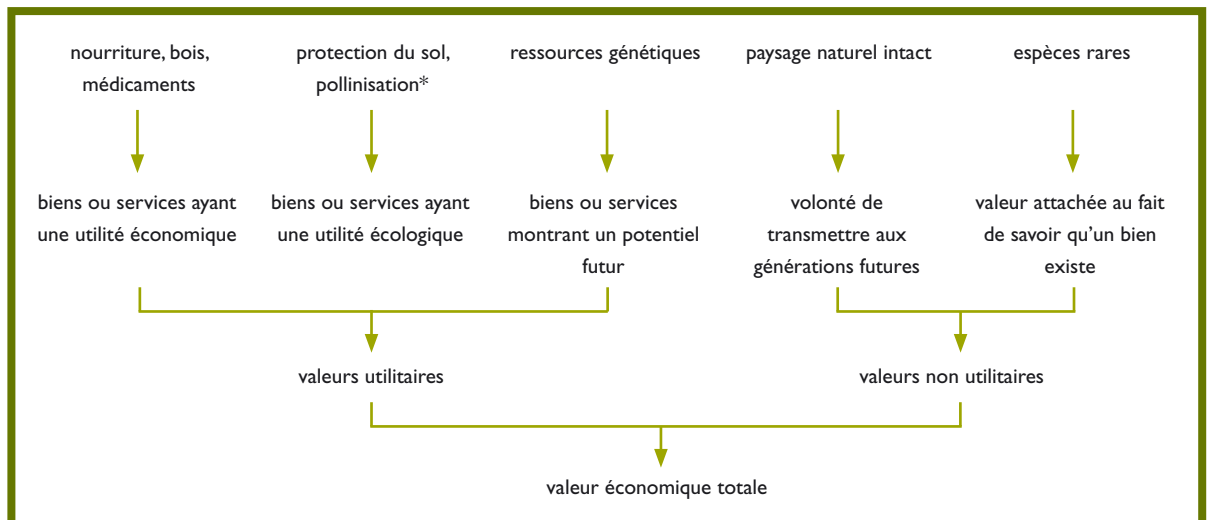 nourriture, bois,
médicaments
protection du sol,
pollinisation*
ressources génétiques
paysage naturel intact
espèces rares
biens ou services ayant
une utilité économique
biens ou services ayant
une utilité écologique
biens ou services
montrant un potentiel
futur
volonté de
transmettre aux
générations futures
valeur attachée au fait
de savoir qu'un bien
existe
valeurs utilitaires
valeurs non utilitaires
valeur économique totale